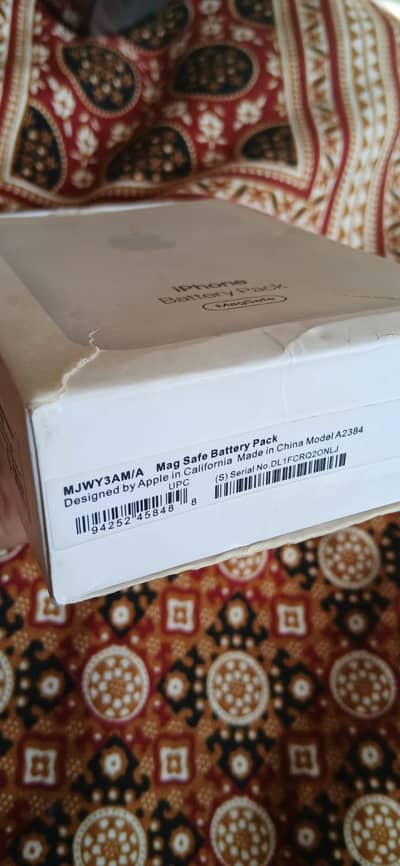 iPhone
Battery Pack
MagSafe
MJWY3AM/A Mag Safe Battery Pack
Designed by Apple in California Made in China Model A2384
UPC
(S) Serial No.DL1FCRQ2ONLJ
94252 45848 8